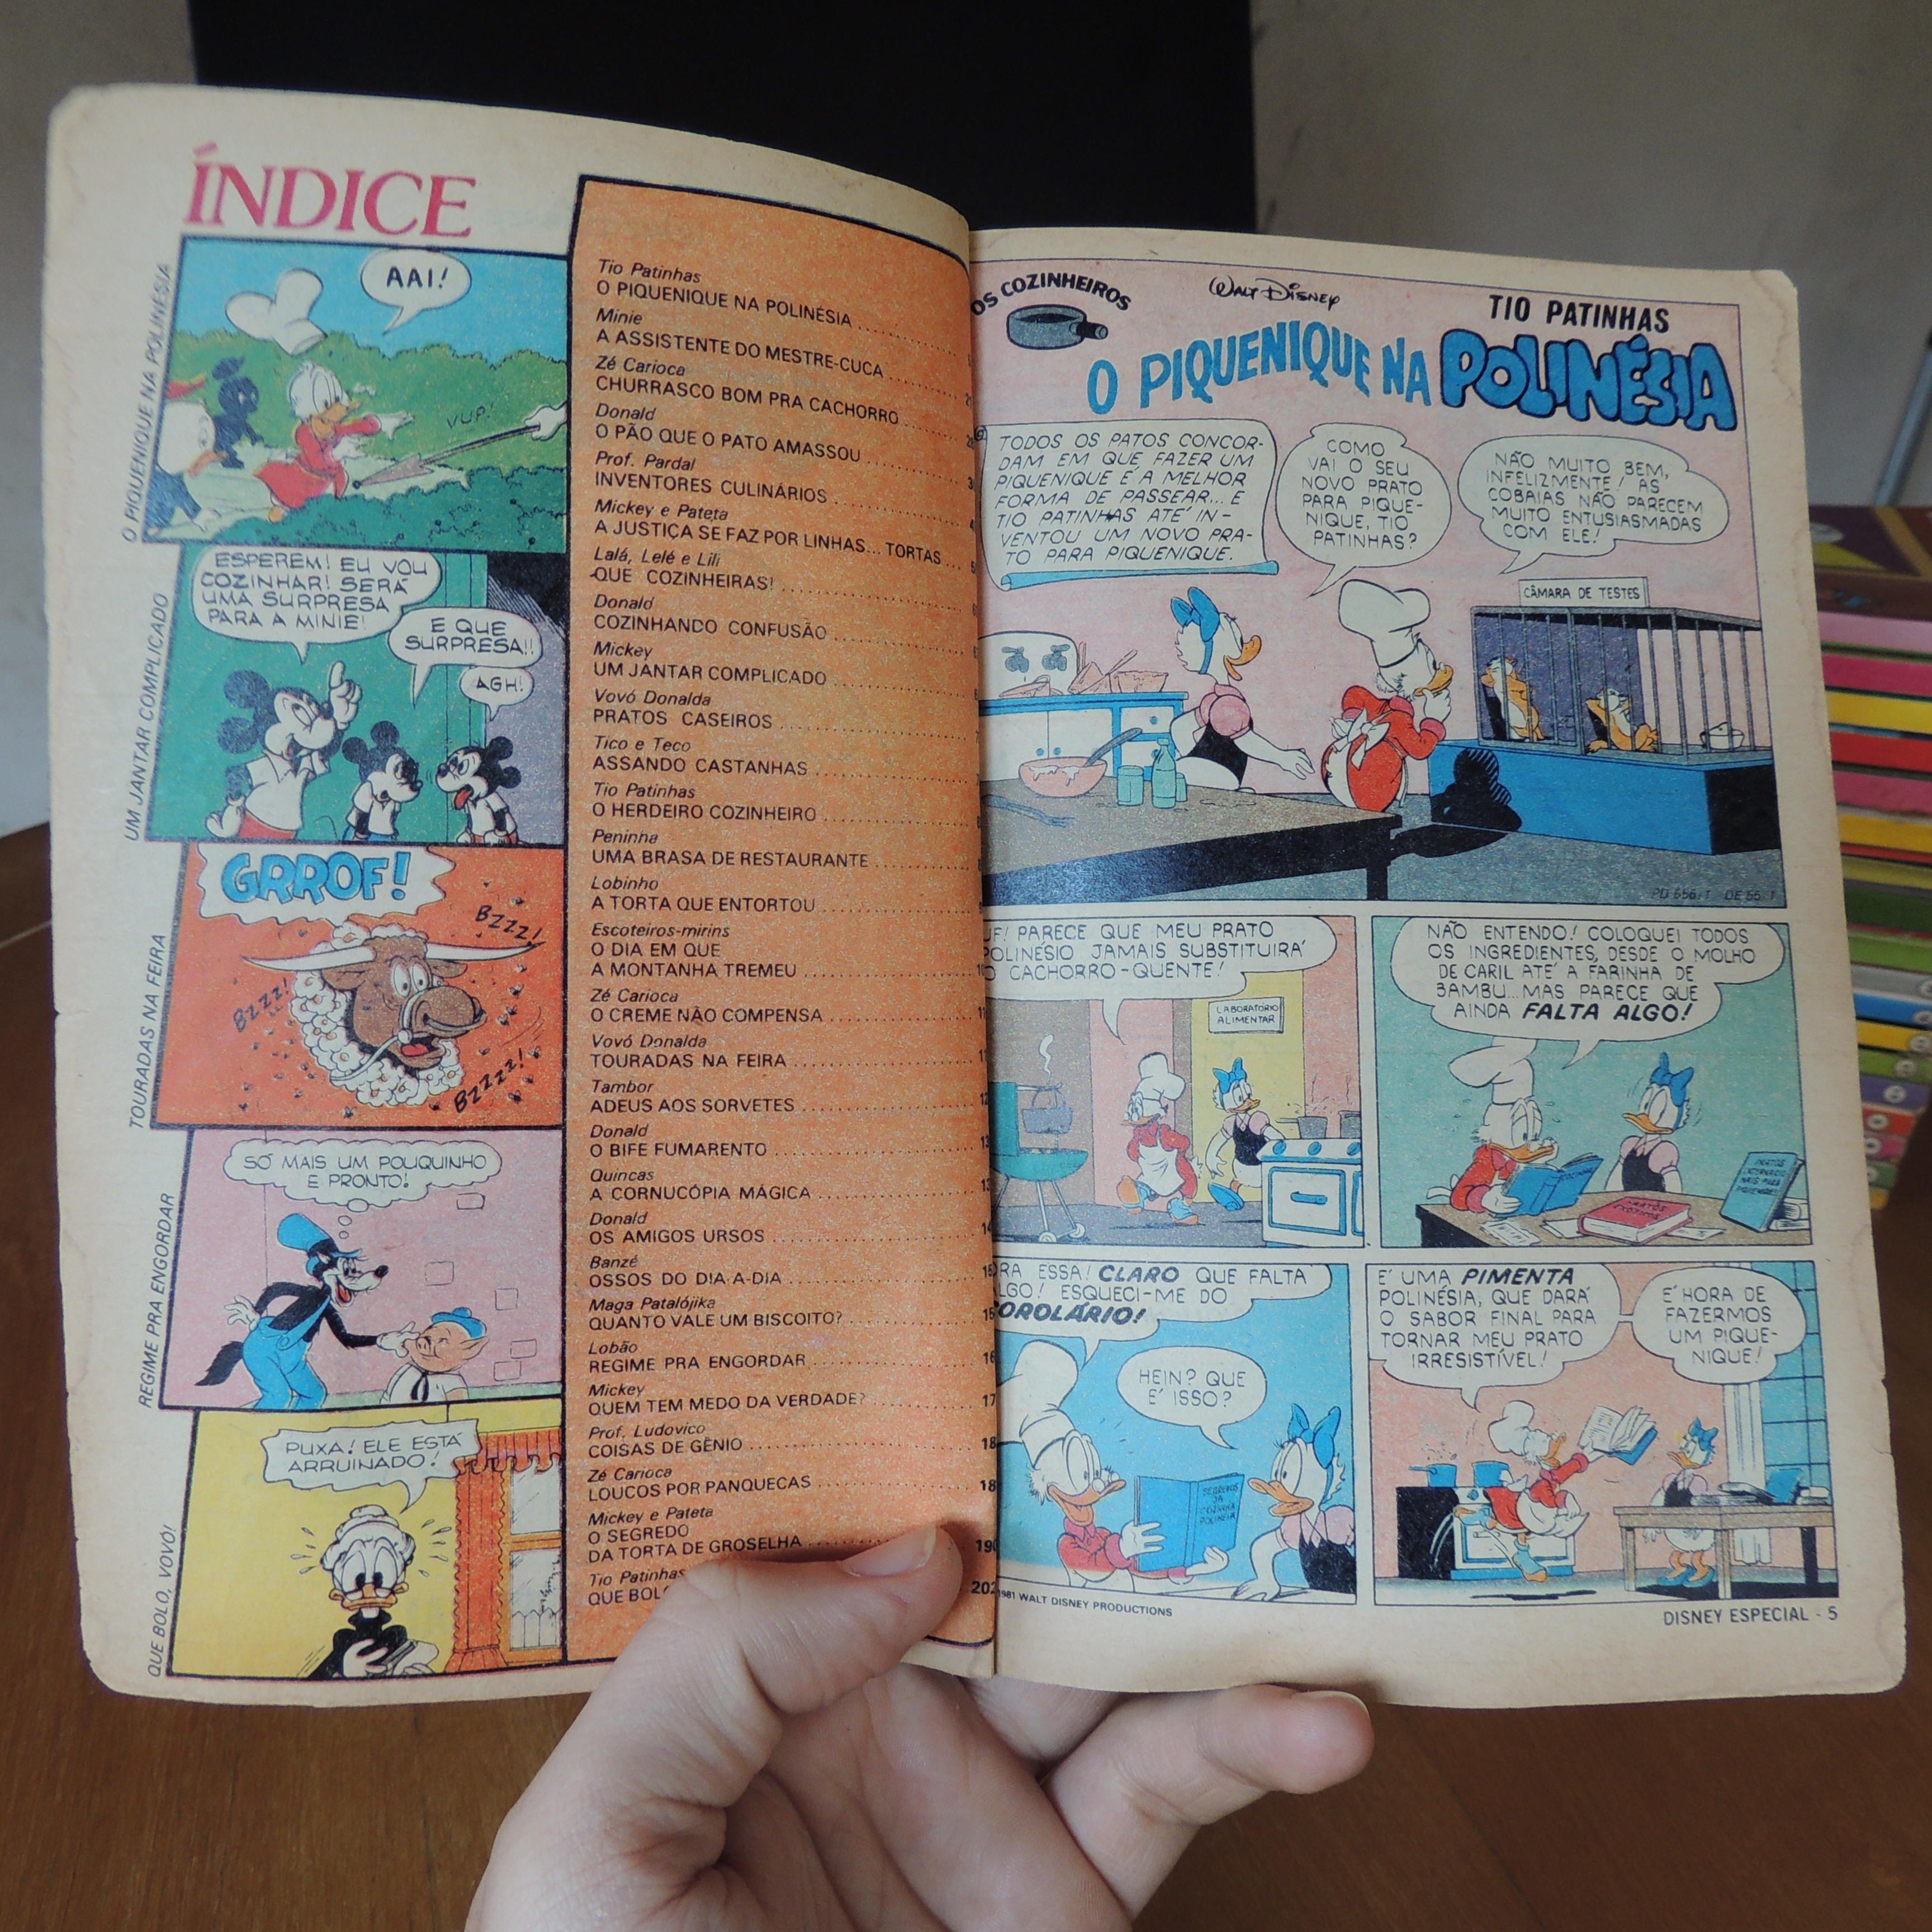 ÍNDICE
O PIQUENIQUE NA POLINÉSIA
AAI!
VUP!
UM JANTAR COMPLICADO
ESPEREM! EU VOU
COZINHAR! SERÁ
UMA SURPRESA
PARA A MINIE!
E QUE
SURPRESA!!
AGH!
TOURADAS NA FEIRA
GRROF!
BZZZ!
BZZZ!
BZZZZ!
REGIME PRA ENGORDAR
SÓ MAIS UM POUQUINHO
E PRONTO!
QUE BOLO, VOVÓ!
PUXA! ELE ESTÁ
ARRUINADO!
Tio Patinhas
O PIQUENIQUE NA POLINÉSIA
Minie
A ASSISTENTE DO MESTRE-CUCA
Zé Carioca
CHURRASCO BOM PRA CACHORRO
Donald
O PÃO QUE O PATO AMASSOU
Prof. Pardal
INVENTORES CULINÁRIOS
Mickey e Pateta
A JUSTIÇA SE FAZ POR LINHAS... TORTAS
Lalá, Lelé e Lili
QUE COZINHEIRAS!
Donald
COZINHANDO CONFUSÃO
Mickey
UM JANTAR COMPLICADO
Vovó Donalda
PRATOS CASEIROS
Tico e Teco
ASSANDO CASTANHAS
Tio Patinhas
O HERDEIRO COZINHEIRO
Peninha
UMA BRASA DE RESTAURANTE
Lobinho
A TORTA QUE ENTORTOU
Escoteiros-mirins
O DIA EM QUE
A MONTANHA TREMEU
Zé Carioca
O CREME NÃO COMPENSA
Vovó Donalda
TOURADAS NA FEIRA
Tambor
ADEUS AOS SORVETES
Donald
O BIFE FUMARENTO
Quincas
A CORNUCÓPIA MÁGICA
Donald
OS AMIGOS URSOS
Banzé
OSSOS DO DIA-A-DIA
Maga Patalójika
QUANTO VALE UM BISCOITO?
Lobão
REGIME PRA ENGORDAR
Mickey
QUEM TEM MEDO DA VERDADE?
Prof. Ludovico
COISAS DE GÊNIO
Zé Carioca
LOUCOS POR PANQUECAS
Mickey e Pateta
O SEGREDO
DA TORTA DE GROSELHA
Tio Patinhas
QUE 202
OS COZINHEIROS
WALT DISNEY
TIO PATINHAS
O PIQUENIQUE NA POLINÉSIA
TODOS OS PATOS CONCOR-
DAM EM QUE FAZER UM
PIQUENIQUE É A MELHOR
FORMA DE PASSEAR... E
TIO PATINHAS ATÉ IN-
VENTOU UM NOVO PRA-
TO PARA PIQUENIQUE.
COMO
VAI O SEU
NOVO PRATO
PARA PIQUE-
NIQUE, TIO
PATINHAS?
NÃO MUITO BEM,
INFELIZMENTE! AS
COBAIAS NÃO PARECEM
MUITO ENTUSIASMADAS
COM ELE!
CÂMARA DE TESTES
PARECE QUE MEU PRATO
POLINÉSIO JAMAIS SUBSTITUIRÁ
O CACHORRO-QUENTE!
LABORATÓRIO
ALIMENTAR
NÃO ENTENDO! COLOQUEI TODOS
OS INGREDIENTES, DESDE O MOLHO
DE CARIL ATÉ A FARINHA DE
BAMBU... MAS PARECE QUE
AINDA FALTA ALGO!
ESSA! CLARO QUE FALTA
ESQUECI-ME DO
HEIN? QUE
É ISSO?
SEGREDOS
DA
COZINHA
POLINÉSIA
É UMA PIMENTA
POLINÉSIA, QUE DARÁ
O SABOR FINAL PARA
TORNAR MEU PRATO
IRRESISTÍVEL!
É HORA DE
FAZERMOS
UM PIQUE-
NIQUE!
1981 WALT DISNEY PRODUCTIONS
DISNEY ESPECIAL - 5